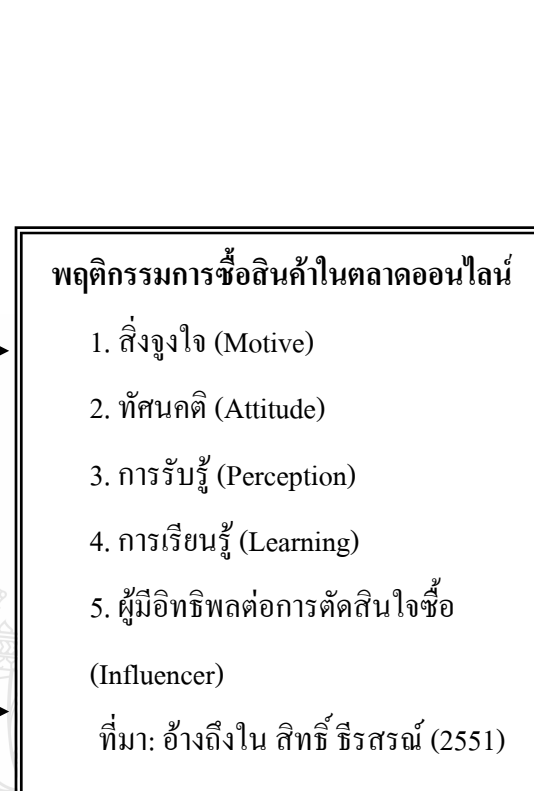 พฤติกรรมการซื้อสินค้าในตลาดออนไลน์
1. สิ่งจูงใจ (Motive)
2. ทัศนคติ (Attitude)
3. การรับรู้ (Perception)
4. การเรียนรู้ (Learning)
5. ผู้มีอิทธิพลต่อการตัดสินใจซื้อ
(Influencer)
ที่มา: อ้างถึงใน สิทธิ์ ธีรสรณ์ (2551)